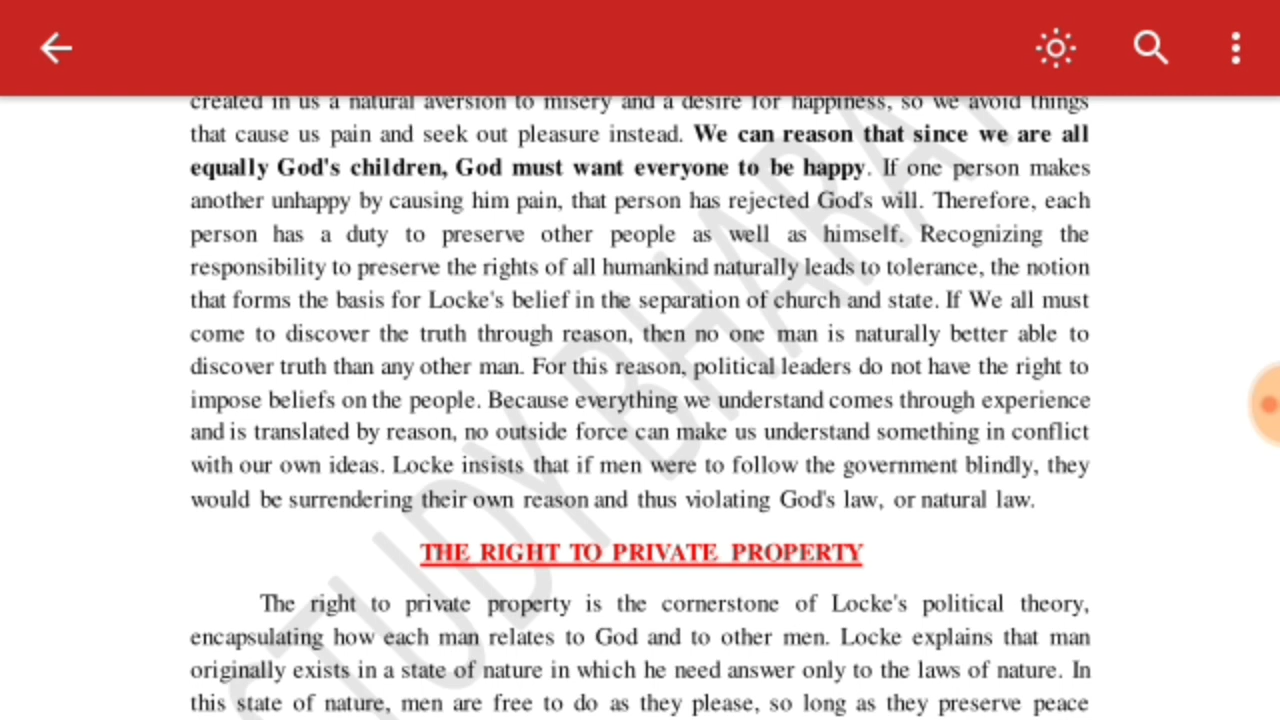 created in us a natural aversion to misery and a desire for happiness, so we avoid things
that cause us pain and seek out pleasure instead. We can reason that since we are all
equally God's children, God must want everyone to be happy. If one person makes
another unhappy by causing him pain, that person has rejected God's will. Therefore, each
person has a duty to preserve other people as well as himself. Recognizing the
responsibility to preserve the rights of all humankind naturally leads to tolerance, the notion
that forms the basis for Locke's belief in the separation of church and state. If We all must
come to discover the truth through reason, then no one man is naturally better able to
discover truth than any other man. For this reason, political leaders do not have the right to
impose beliefs on the people. Because everything we understand comes through experience
and is translated by reason, no outside force can make us understand something in conflict
with our own ideas. Locke insists that if men were to follow the government blindly, they
would be surrendering their own reason and thus violating God's law, or natural law.
THE RIGHT TO PRIVATE PROPERTY
The right to private property is the cornerstone of Locke's political theory,
encapsulating how each man relates to God and to other men. Locke explains that man
originally exists in a state of nature in which he need answer only to the laws of nature. In
this state of nature, men are free to do as they please, so long as they preserve peace
STUDY BHARAT